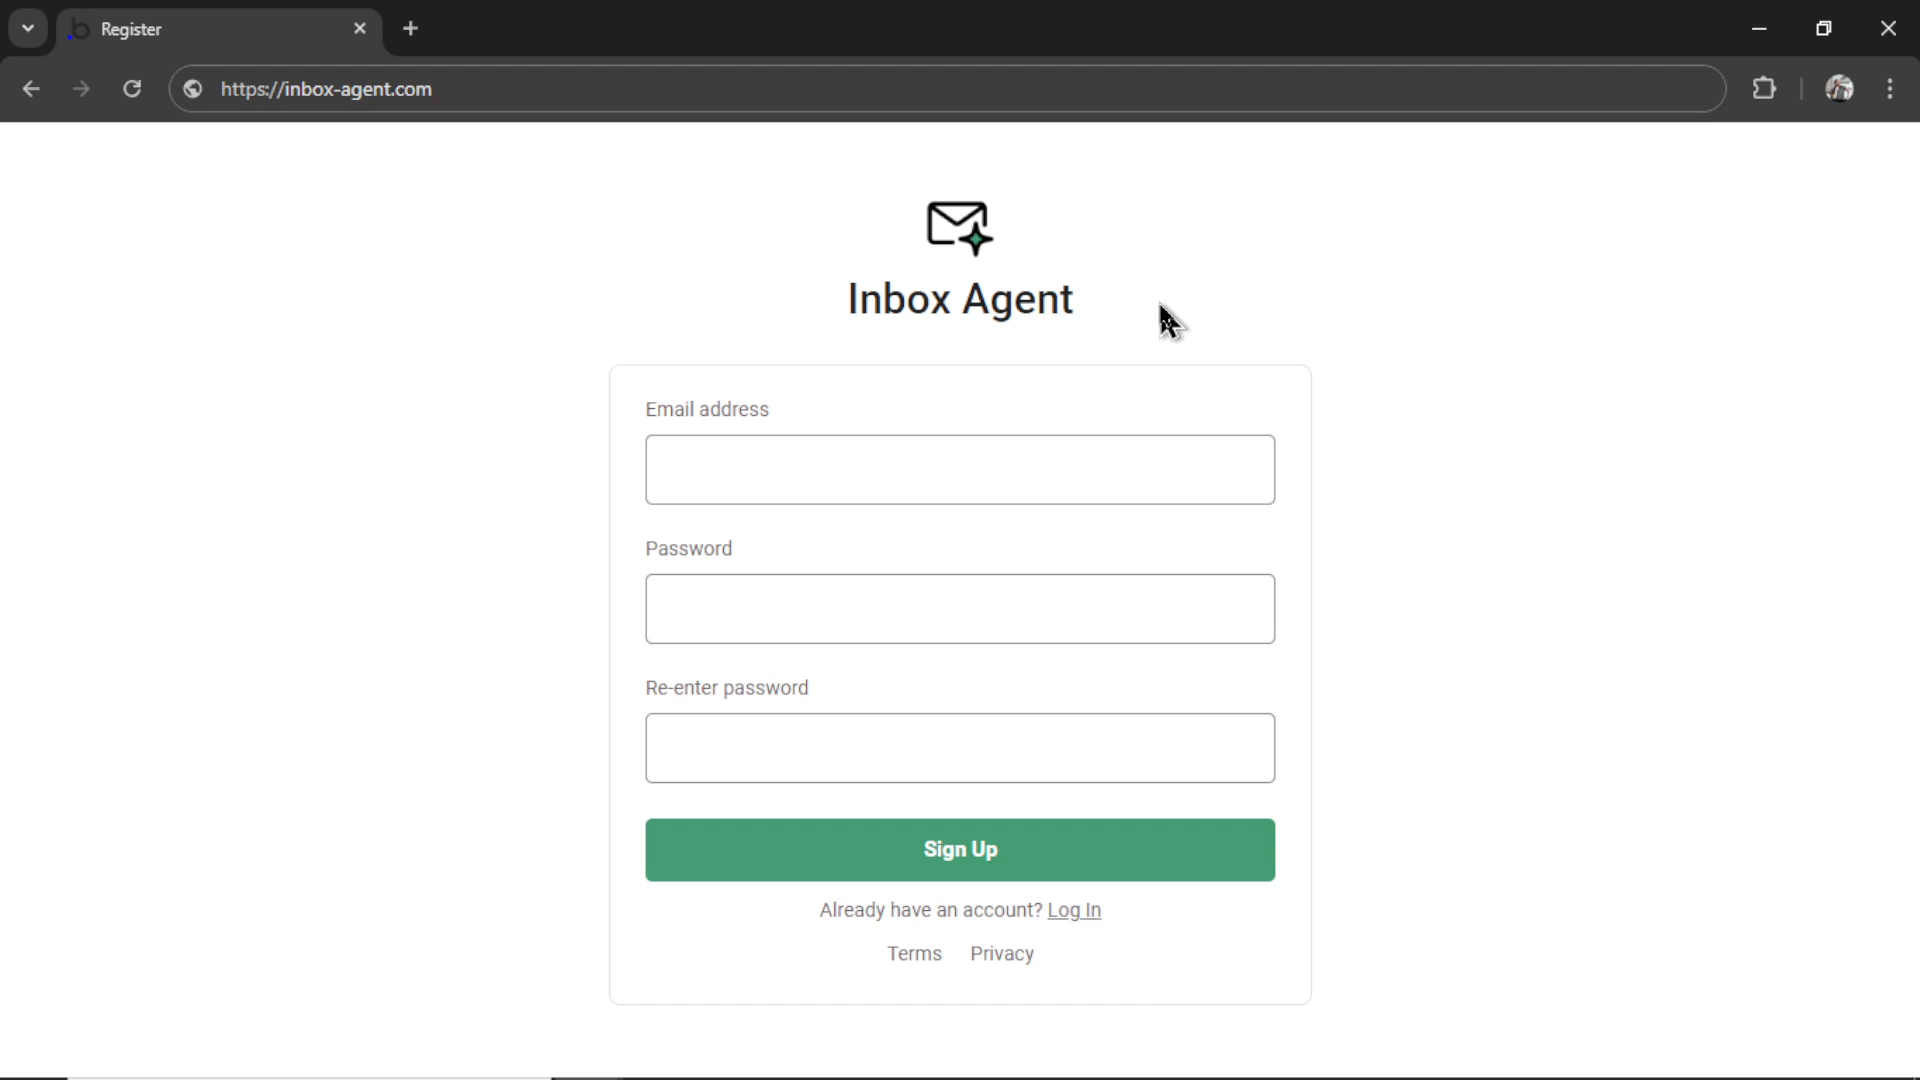 Register
https://inbox-agent.com
Inbox Agent
Email address
Password
Re-enter password
Sign Up
Already have an account? Log In
Terms Privacy